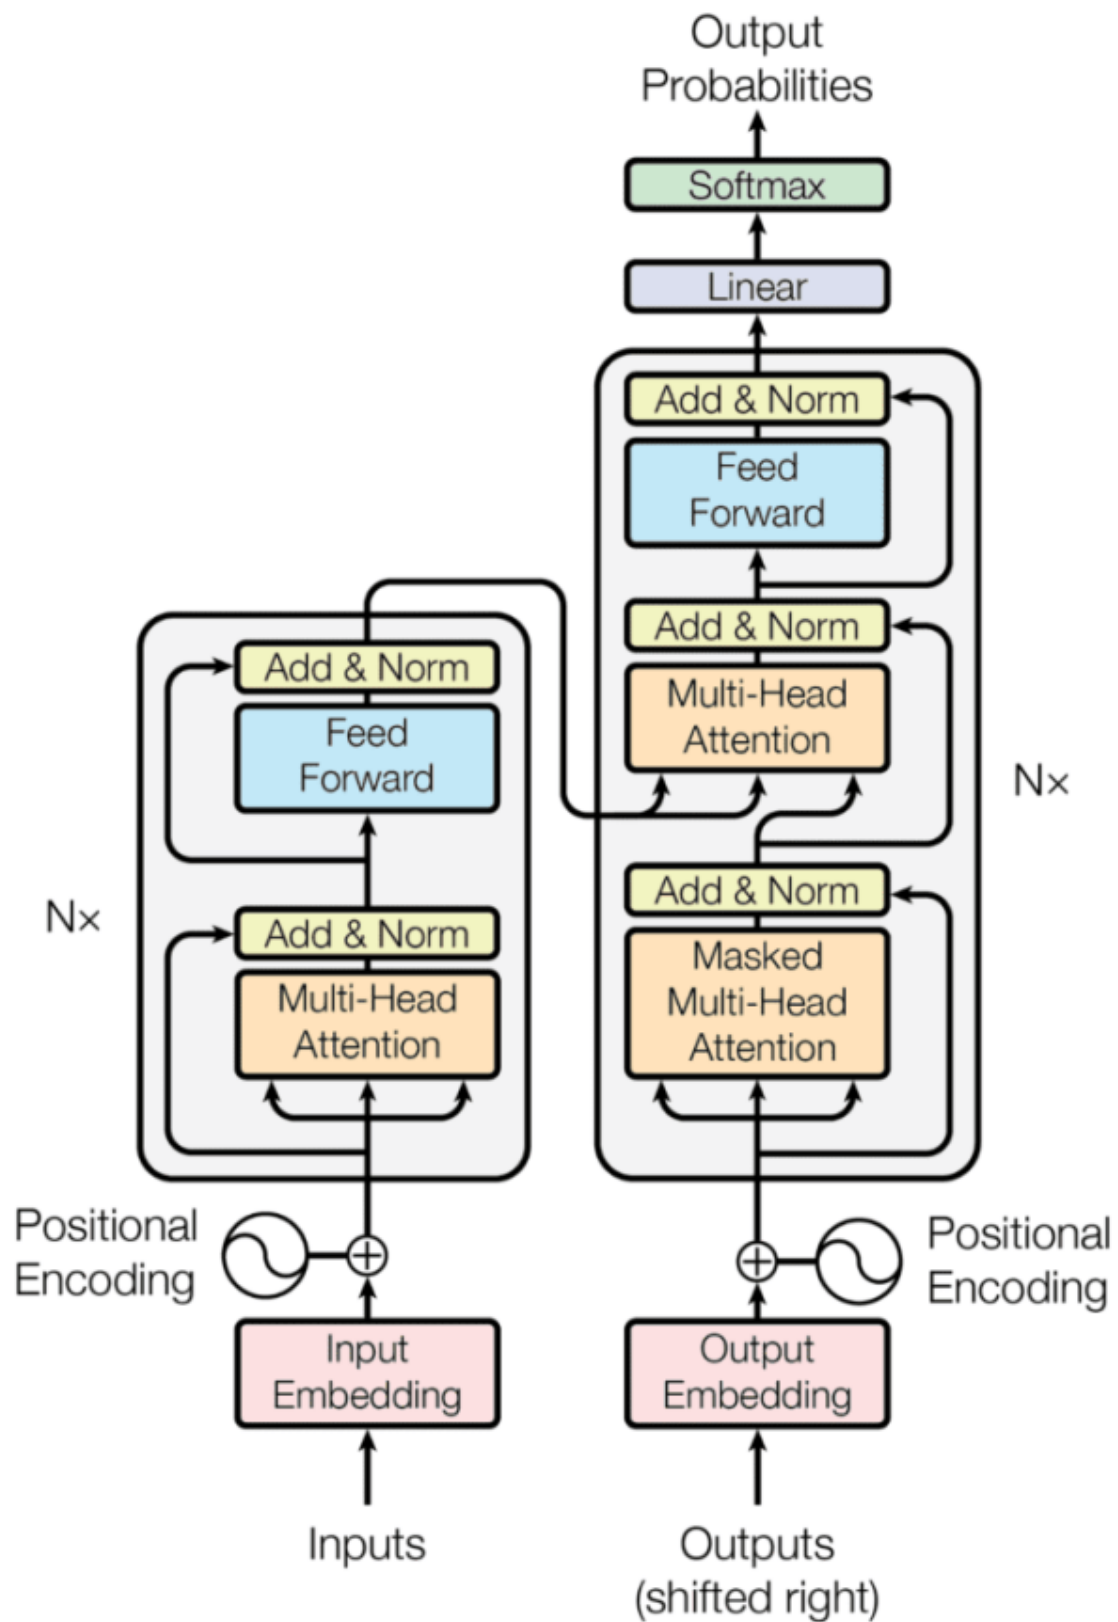 Output
Probabilities
Softmax
Linear
Add & Norm
Feed
Forward
Add & Norm
Multi-Head
Attention
Nx
Add & Norm
Masked
Multi-Head
Attention
Add & Norm
Feed
Forward
Nx
Add & Norm
Multi-Head
Attention
Positional
Encoding
Positional
Encoding
Input
Embedding
Output
Embedding
Inputs
Outputs
(shifted right)